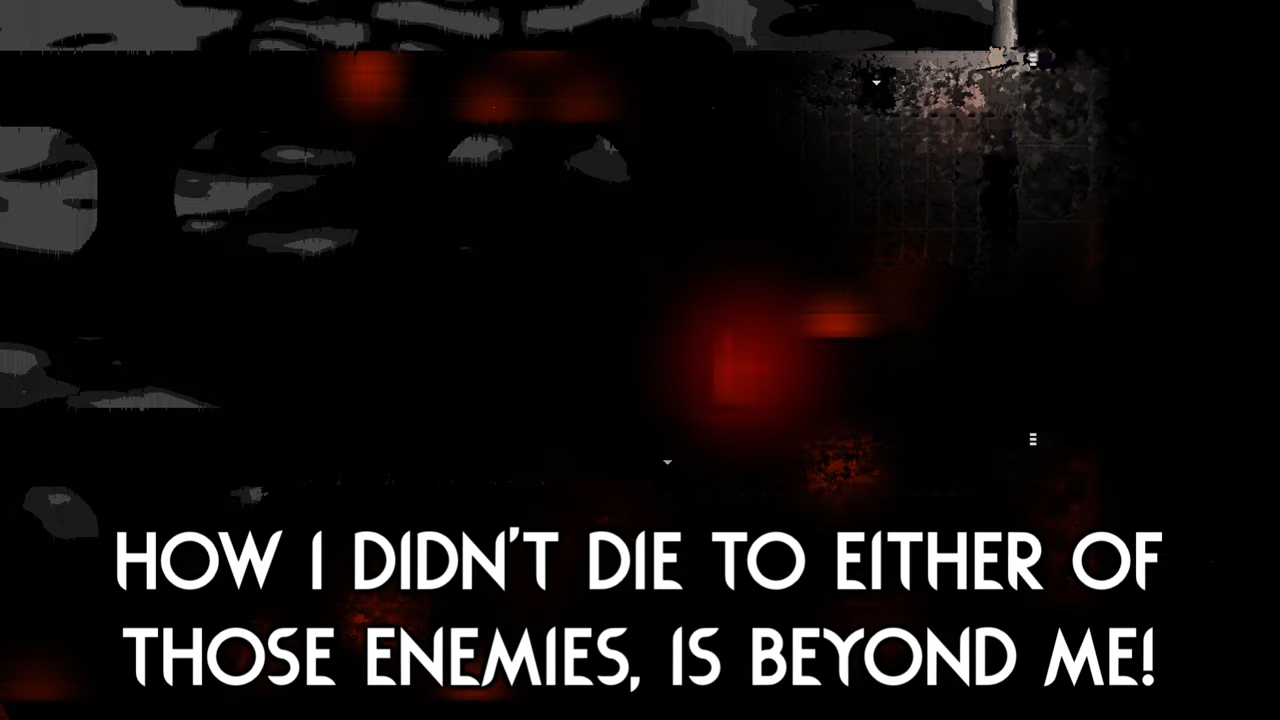 HOW I DIDN'T DIE TO EITHER OF
THOSE ENEMIES, IS BEYOND ME!